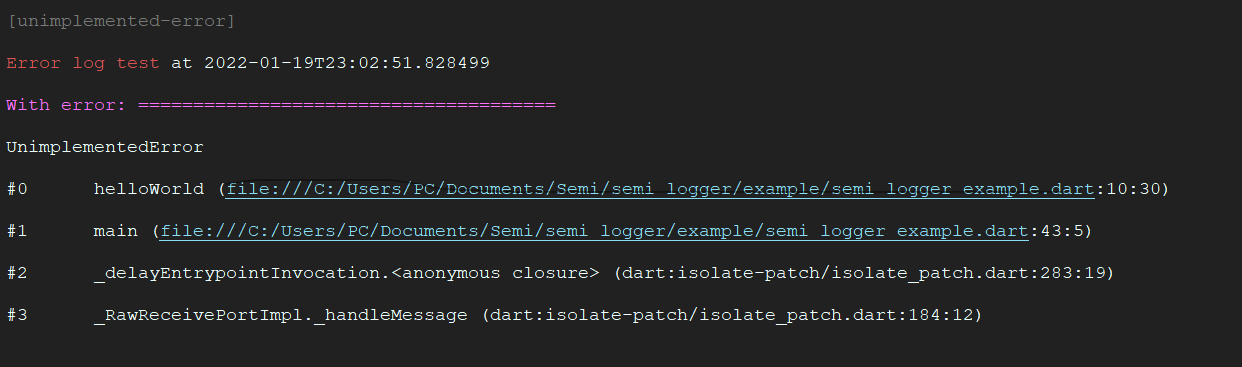 [unimplemented-error]
Error log test at 2022-01-19T23:02:51.828499
With error: ======================================
UnimplementedError
#0      helloWorld (file:///C:/Users/PC/Documents/Semi/semi_logger/example/semi_logger_example.dart:10:30)
#1      main (file:///C:/Users/PC/Documents/Semi/semi_logger/example/semi_logger_example.dart:43:5)
#2      _delayEntrypointInvocation.<anonymous closure> (dart:isolate-patch/isolate_patch.dart:283:19)
#3      _RawReceivePortImpl._handleMessage (dart:isolate-patch/isolate_patch.dart:184:12)